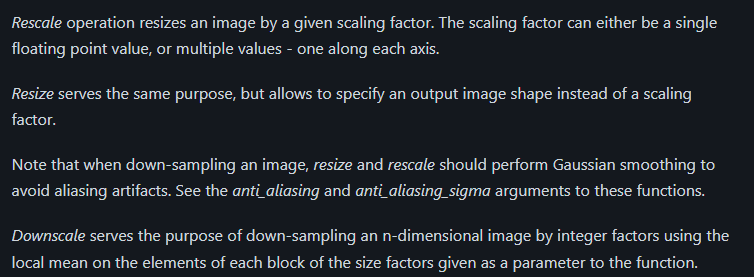 Rescale operation resizes an image by a given scaling factor. The scaling factor can either be a single
floating point value, or multiple values - one along each axis.
Resize serves the same purpose, but allows to specify an output image shape instead of a scaling
factor.
Note that when down-sampling an image, resize and rescale should perform Gaussian smoothing to
avoid aliasing artifacts. See the anti_aliasing and anti_aliasing_sigma arguments to these functions.
Downscale serves the purpose of down-sampling an n-dimensional image by integer factors using the
local mean on the elements of each block of the size factors given as a parameter to the function.